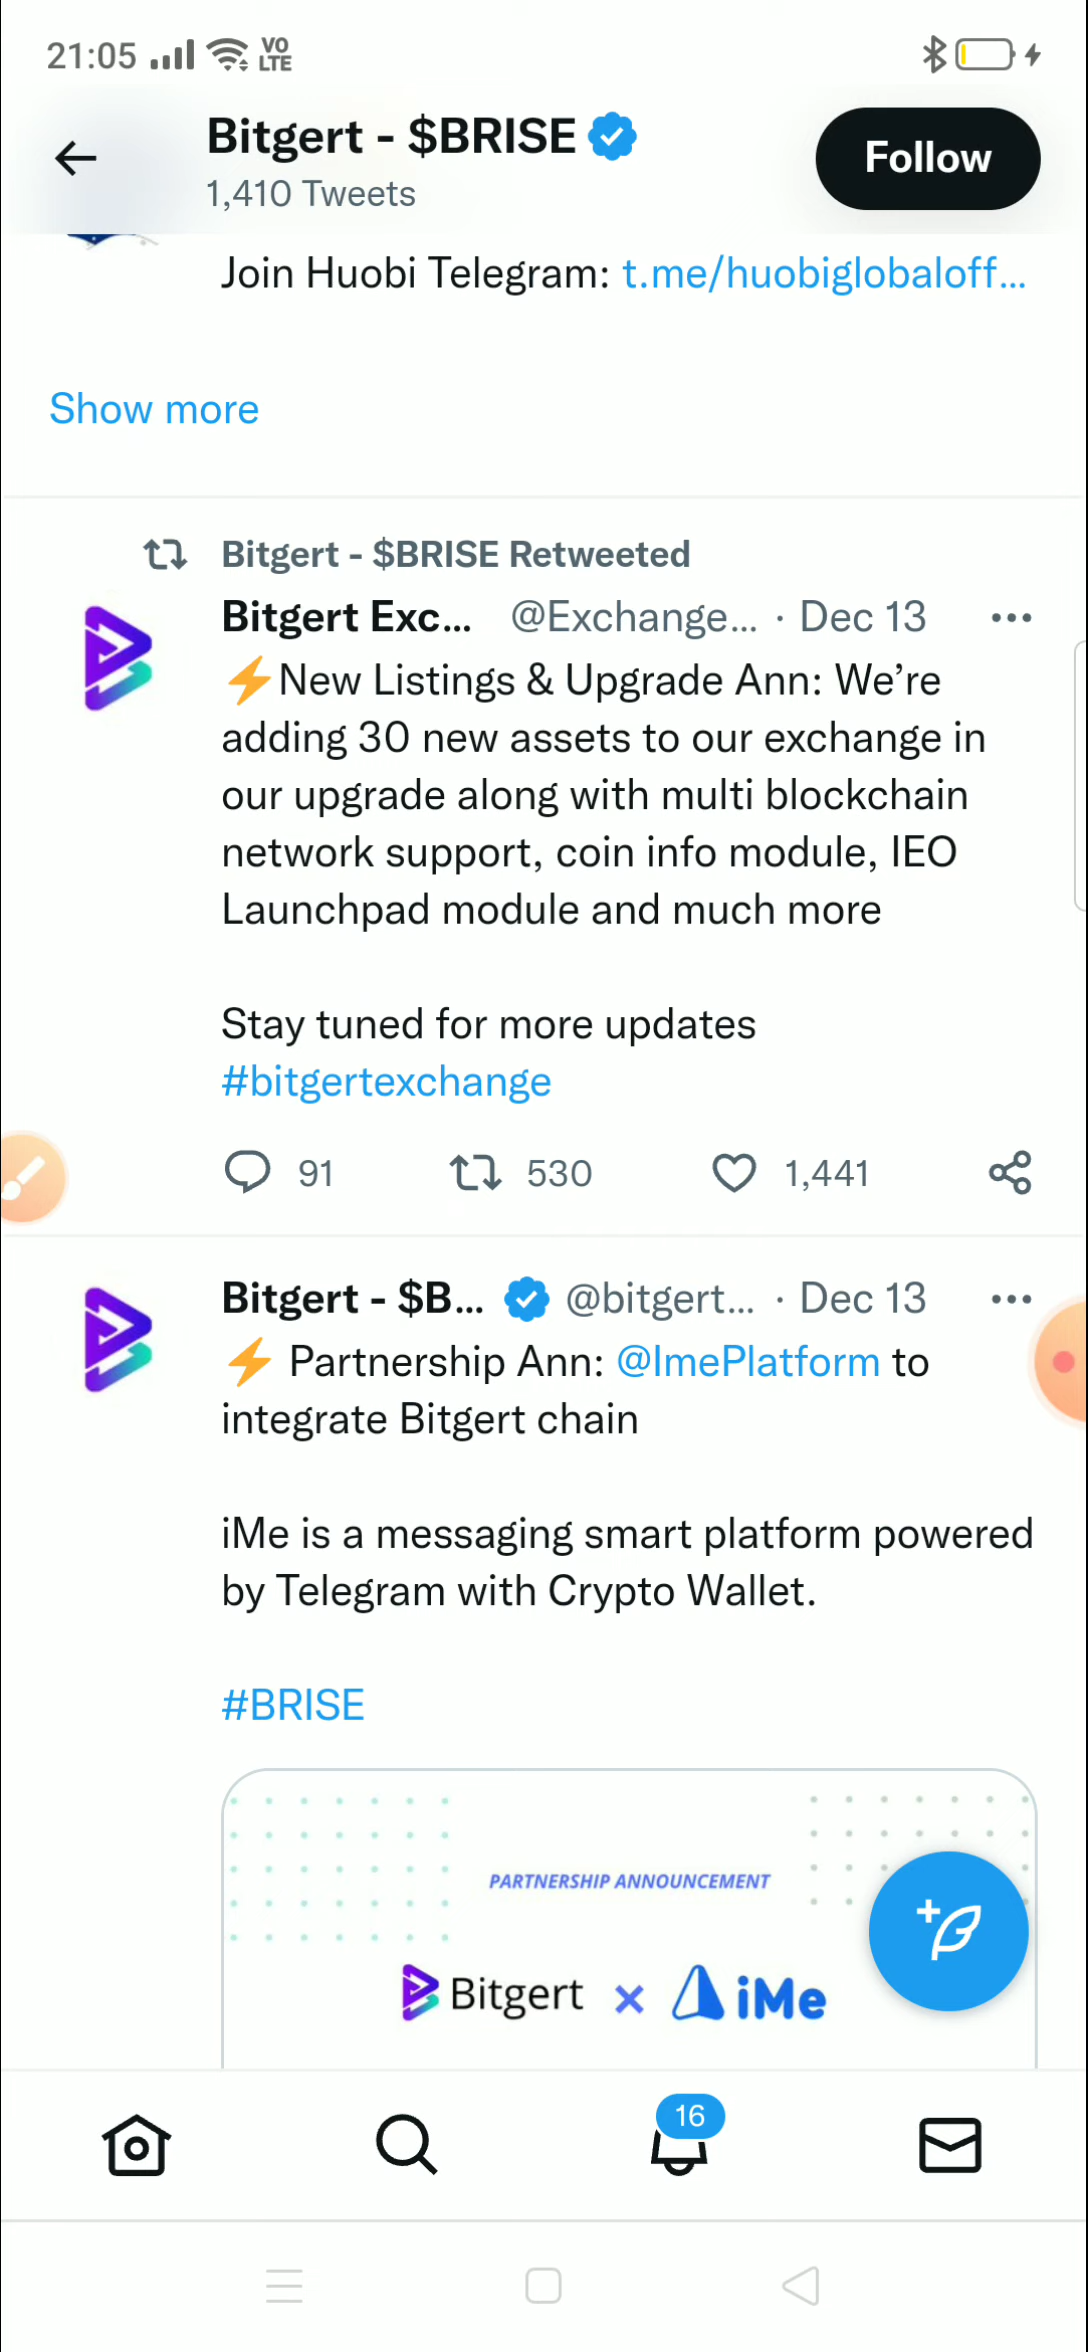 21:05 VO LTE
Bitgert - $BRISE
1,410 Tweets
Follow
Join Huobi Telegram: t.me/huobiglobaloff...
Show more
Bitgert - $BRISE Retweeted
Bitgert Exc... @Exchange... · Dec 13
⚡New Listings & Upgrade Ann: We’re
adding 30 new assets to our exchange in
our upgrade along with multi blockchain
network support, coin info module, IEO
Launchpad module and much more
Stay tuned for more updates
#bitgertexchange
91 530 1,441
Bitgert - $B... @bitgert... · Dec 13
⚡ Partnership Ann: @ImePlatform to
integrate Bitgert chain
iMe is a messaging smart platform powered
by Telegram with Crypto Wallet.
#BRISE
PARTNERSHIP ANNOUNCEMENT
Bitgert x iMe
16